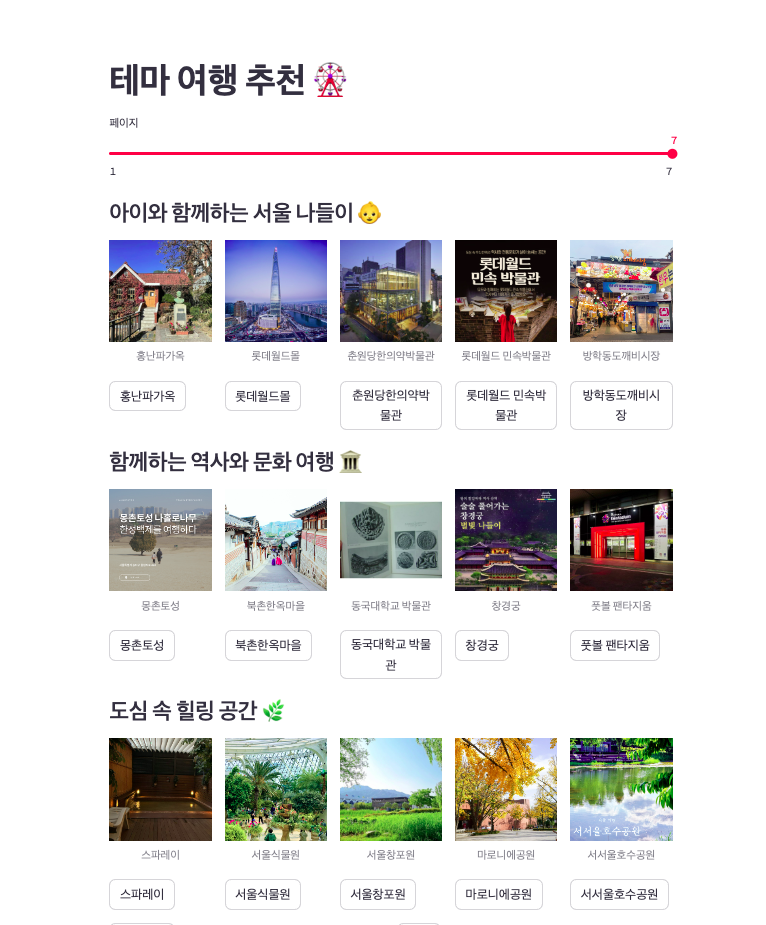 테마 여행 추천
페이지
7
1
7
아이와 함께하는 서울 나들이
롯데월드
민속 박물관
홍난파가옥
롯데월드몰
춘원당한의약박물관
롯데월드 민속박물관
방학동도깨비시장
홍난파가옥
롯데월드몰
춘원당한의약박
물관
롯데월드 민속박
물관
방학동도깨비시
장
함께하는 역사와 문화 여행
몽촌토성 나홀로나무
한성백제를 여행하다
술술 풀어가는
창경궁
별빛 나들이
몽촌토성
북촌한옥마을
동국대학교 박물관
창경궁
풋볼 팬타지움
몽촌토성
북촌한옥마을
동국대학교 박물
관
창경궁
풋볼 팬타지움
도심 속 힐링 공간
서서울호수공원
스파레이
서울식물원
서울창포원
마로니에공원
서서울호수공원
스파레이
서울식물원
서울창포원
마로니에공원
서서울호수공원